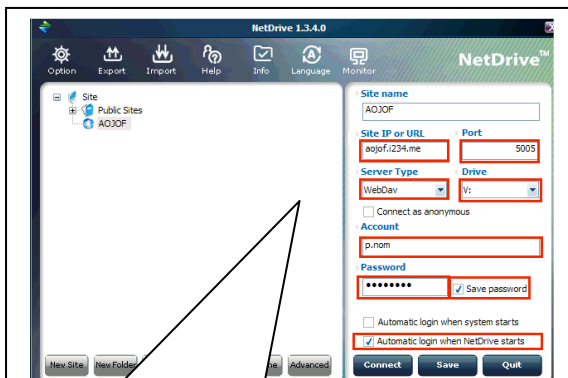 NetDrive 1.3.4.0
Option Export Import Help Info Language Monitor
NetDrive™
Site
Public Sites
AOJOF
Site name
AOJOF
Site IP or URL Port
aojof.i234.me 5005
Server Type Drive
WebDav V:
Connect as anonymous
Account
p.nom
Password
••••••••
Save password
Automatic login when system starts
Automatic login when NetDrive starts
New Site New Folder Advanced Connect Save Quit